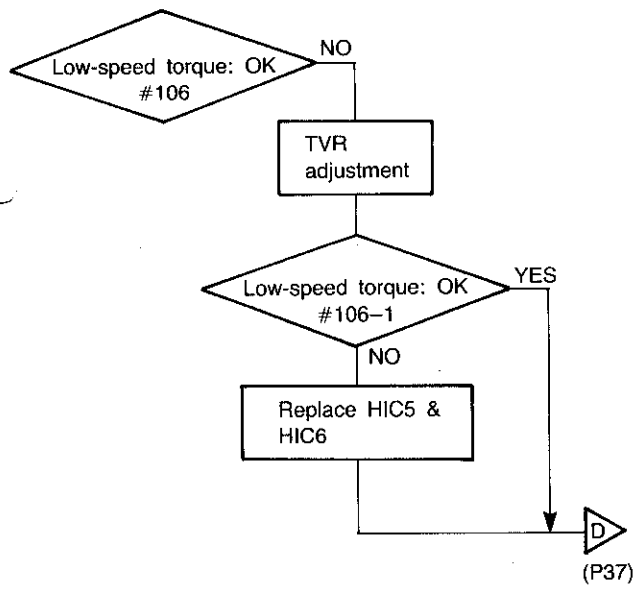 NO
Low-speed torque: OK
#106
TVR
adjustment
YES
Low-speed torque: OK
#106–1
NO
Replace HIC5 &
HIC6
D
(P37)